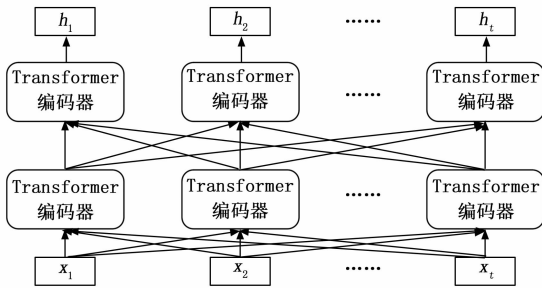 h₁ h₂ …… hₜ
Transformer Transformer …… Transformer
编码器 编码器 编码器
Transformer Transformer …… Transformer
编码器 编码器 编码器
x₁ x₂ …… xₜ